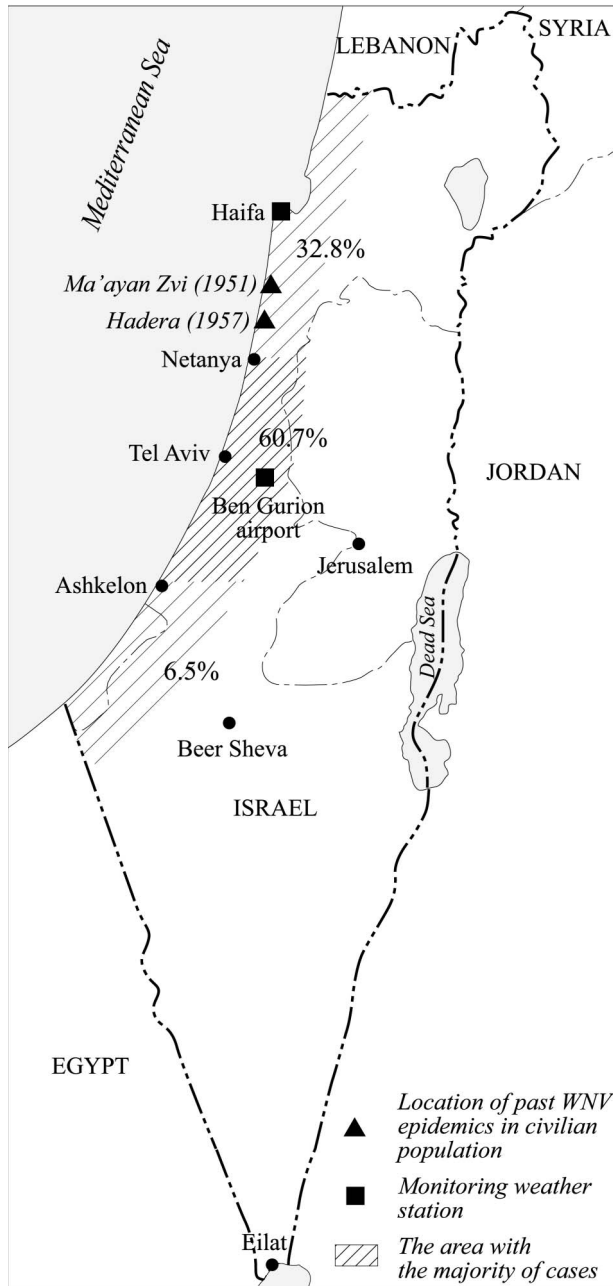 SYRIA
LEBANON
Mediterranean Sea
Haifa
32.8%
Ma'ayan Zvi (1951)
Hadera (1957)
Netanya
60.7%
Tel Aviv
JORDAN
Ben Gurion
airport
Jerusalem
Ashkelon
Dead Sea
6.5%
Beer Sheva
ISRAEL
EGYPT
Location of past WNV
epidemics in civilian
population
Monitoring weather
station
Eilat
The area with
the majority of cases